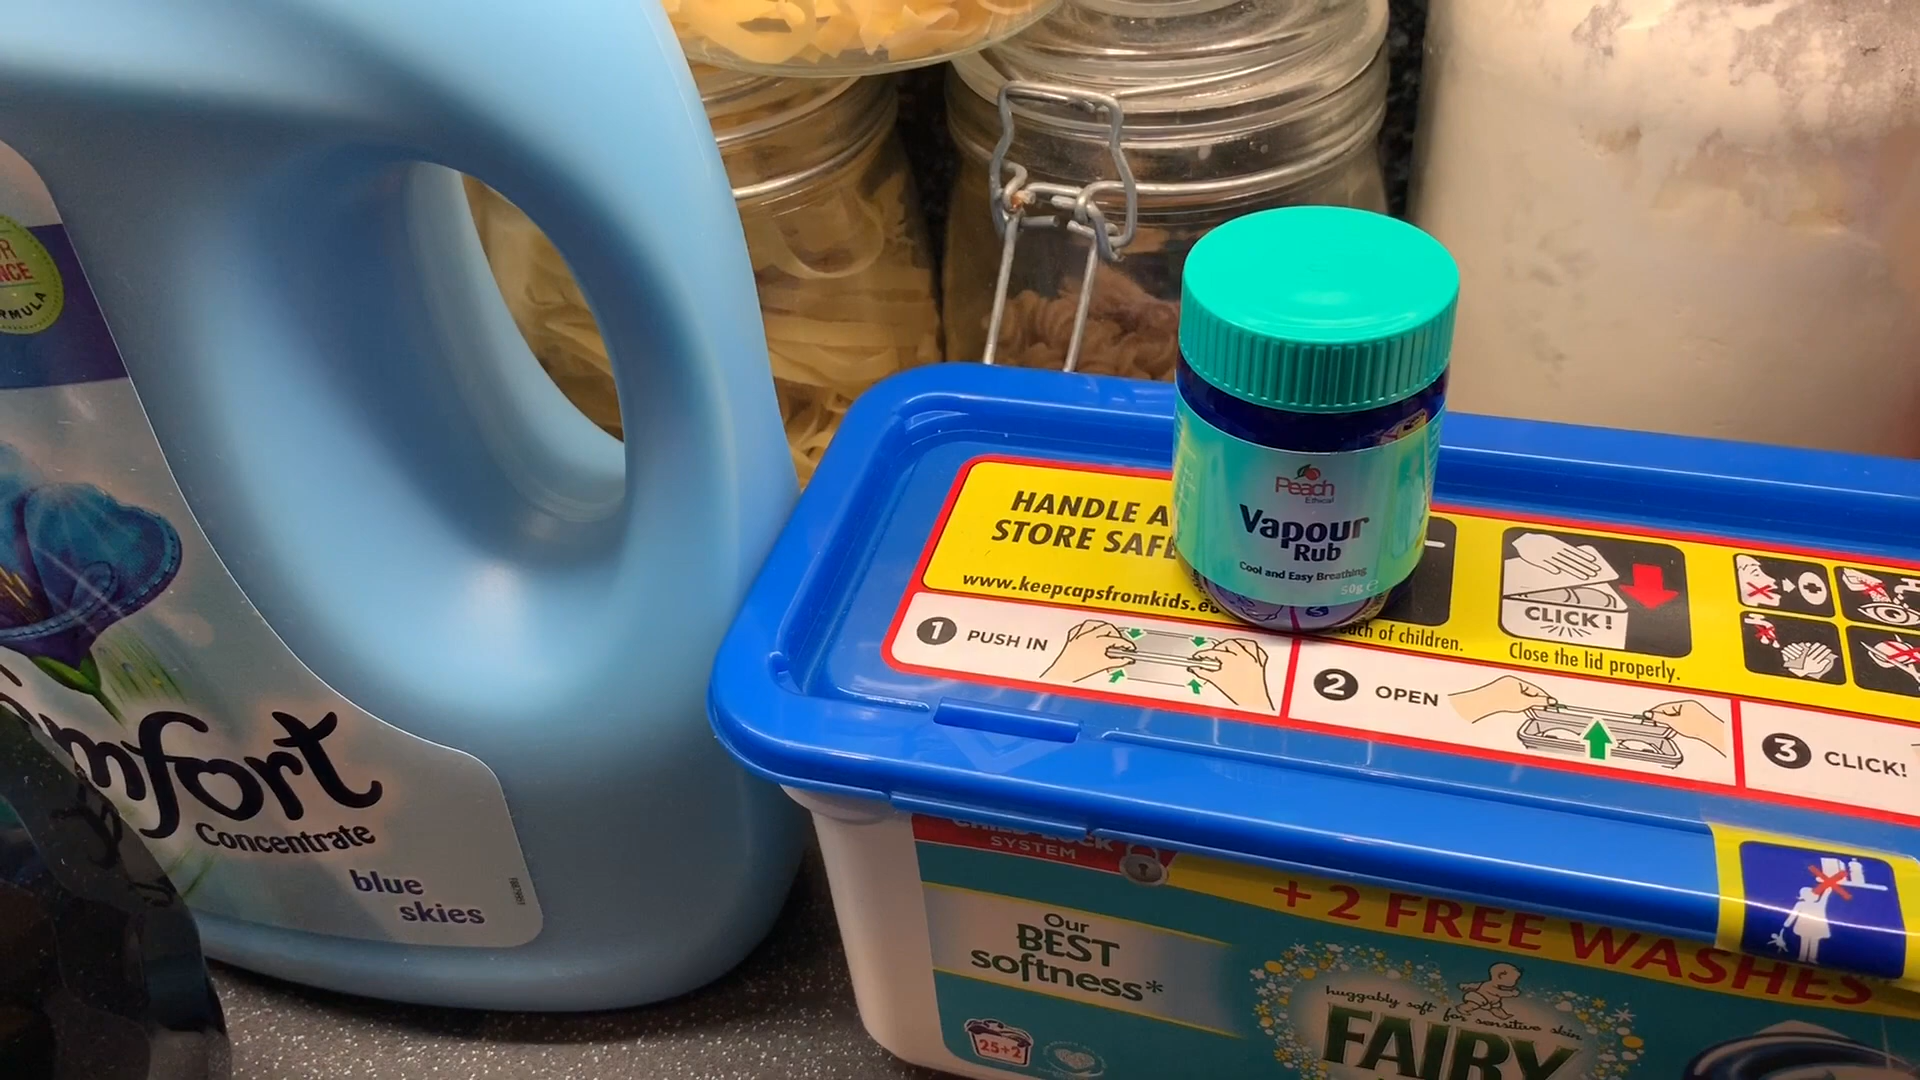 Comfort
Concentrate
blue
skies
Peach
Ethical
Vapour
Rub
Cool and Easy Breathing
50g e
HANDLE A
STORE SAFE
www.keepcapsfromkids.eu
of children.
CLICK!
Close the lid properly.
1 PUSH IN
2 OPEN
3 CLICK!
SYSTEM
+2 FREE WASHES
Our
BEST
softness*
25+2
huggably soft for sensitive skin
FAIRY